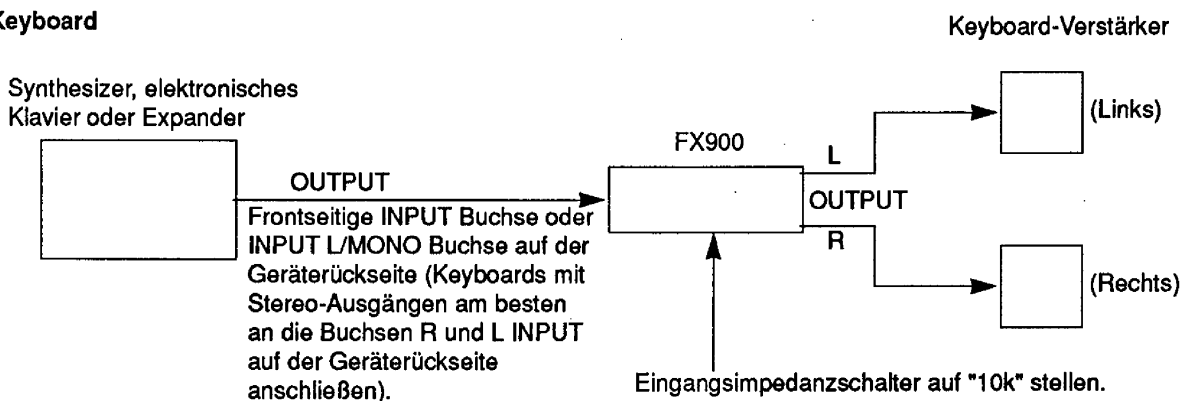 Keyboard
Keyboard-Verstärker
Synthesizer, elektronisches
Klavier oder Expander
(Links)
FX900
L
OUTPUT
OUTPUT
R
Frontseitige INPUT Buchse oder
INPUT L/MONO Buchse auf der
Geräterückseite (Keyboards mit
Stereo-Ausgängen am besten
an die Buchsen R und L INPUT
auf der Geräterückseite
anschließen).
(Rechts)
Eingangsimpedanzschalter auf "10k" stellen.